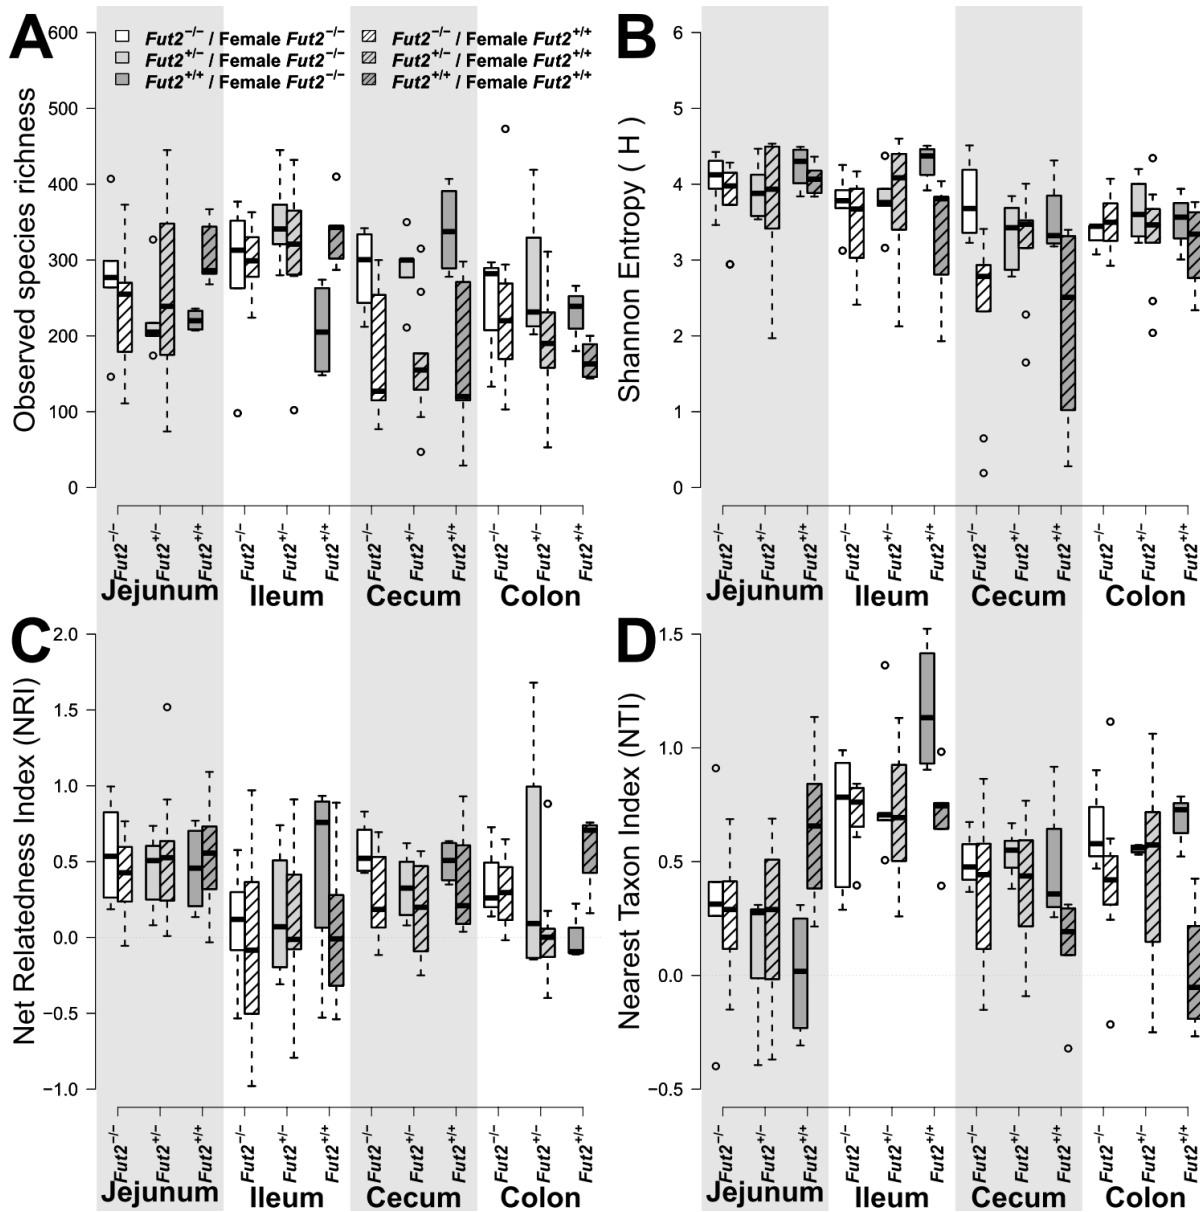 A
Fut2−/− / Female Fut2−/−
Fut2+/− / Female Fut2−/−
Fut2+/+ / Female Fut2−/−
Fut2−/− / Female Fut2+/+
Fut2+/− / Female Fut2+/+
Fut2+/+ / Female Fut2+/+
Observed species richness
600
500
400
300
200
100
0
Fut2−/− Fut2+/− Fut2+/+ Fut2−/− Fut2+/− Fut2+/+ Fut2−/− Fut2+/− Fut2+/+ Fut2−/− Fut2+/− Fut2+/+
Jejunum Ileum Cecum Colon
B
Shannon Entropy ( H )
6
5
4
3
2
1
0
Fut2−/− Fut2+/− Fut2+/+ Fut2−/− Fut2+/− Fut2+/+ Fut2−/− Fut2+/− Fut2+/+ Fut2−/− Fut2+/− Fut2+/+
Jejunum Ileum Cecum Colon
C
Net Relatedness Index (NRI)
2.0
1.5
1.0
0.5
0.0
−0.5
−1.0
Fut2−/− Fut2+/− Fut2+/+ Fut2−/− Fut2+/− Fut2+/+ Fut2−/− Fut2+/− Fut2+/+ Fut2−/− Fut2+/− Fut2+/+
Jejunum Ileum Cecum Colon
D
Nearest Taxon Index (NTI)
1.5
1.0
0.5
0.0
−0.5
Fut2−/− Fut2+/− Fut2+/+ Fut2−/− Fut2+/− Fut2+/+ Fut2−/− Fut2+/− Fut2+/+ Fut2−/− Fut2+/− Fut2+/+
Jejunum Ileum Cecum Colon